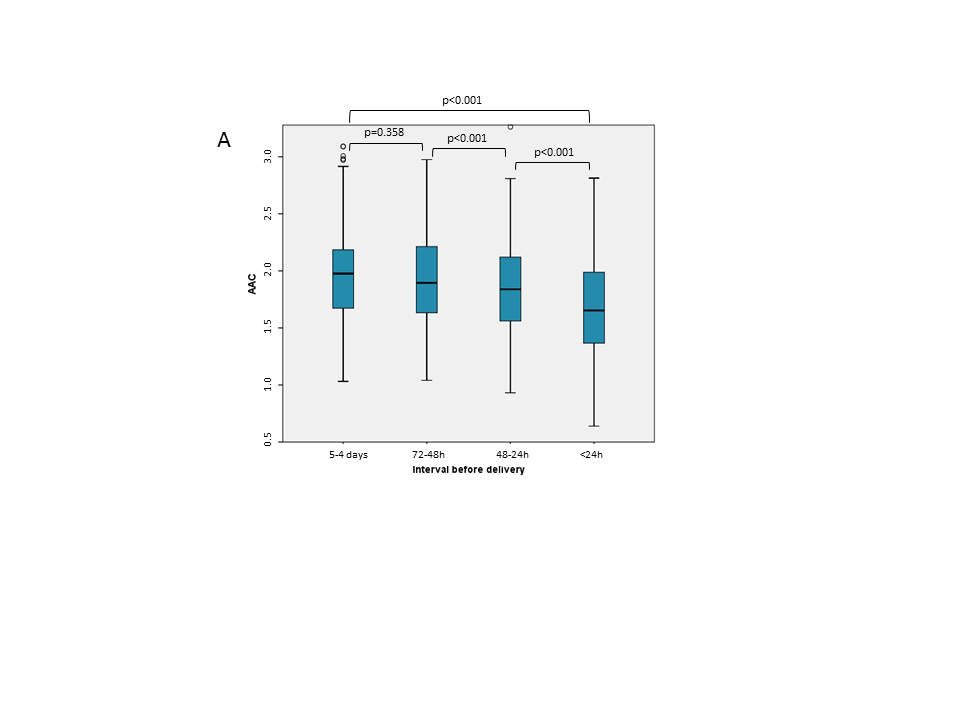 p<0.001
A
p=0.358
p<0.001
p<0.001
3.0
2.5
2.0
1.5
1.0
0.5
AAC
5-4 days
72-48h
48-24h
<24h
Interval before delivery